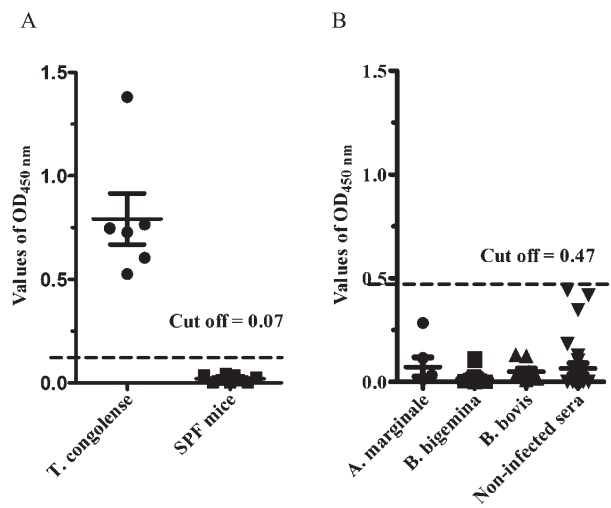 A
B
Values of OD450 nm
1.5
1.0
0.5
0.0
Cut off = 0.07
T. congolense
SPF mice
Values of OD450 nm
1.5
1.0
0.5
0.0
Cut off = 0.47
A. marginale
B. bigemina
B. bovis
Non-infected sera